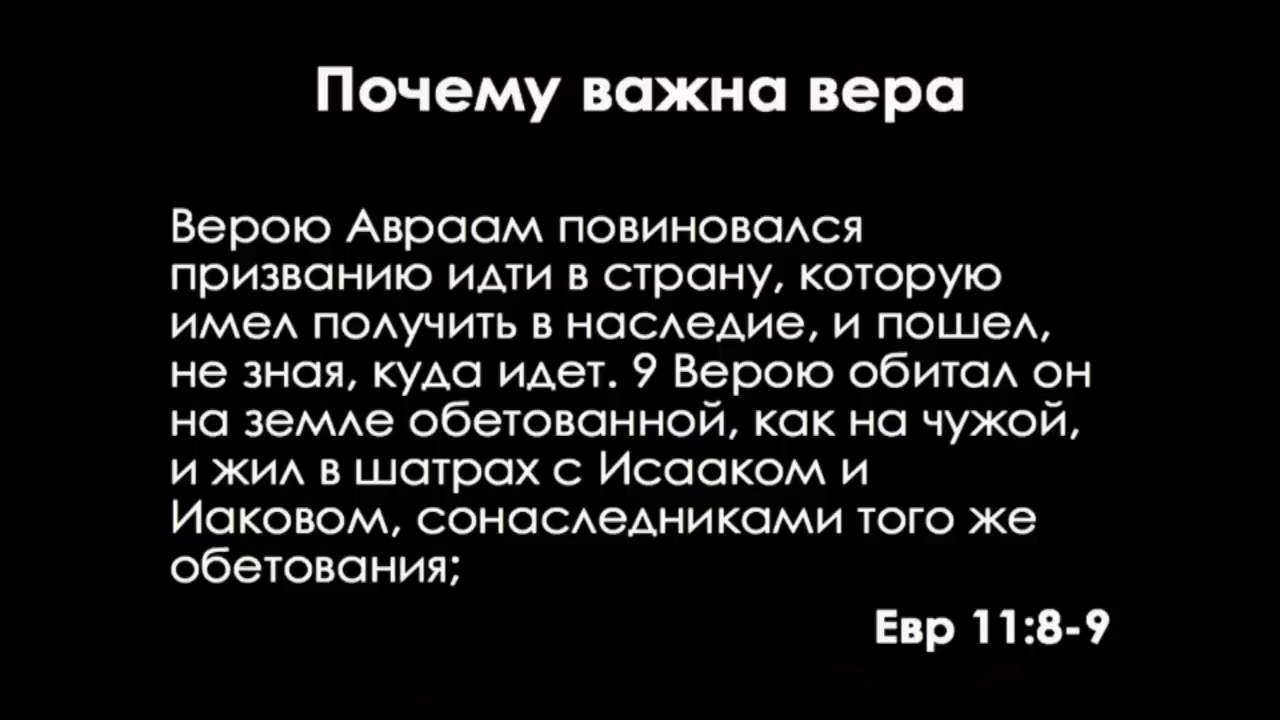 Почему важна вера
Верою Авраам повиновался
призванию идти в страну, которую
имел получить в наследие, и пошел,
не зная, куда идет. 9 Верою обитал он
на земле обетованной, как на чужой,
и жил в шатрах с Исааком и
Иаковом, сонаследниками того же
обетования;
Евр 11:8-9